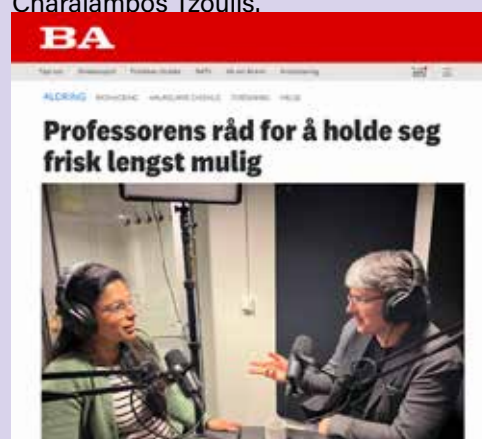 Charalambos Tzoulis.
BA
ALDRING
Professorens råd for å holde seg
frisk lengst mulig